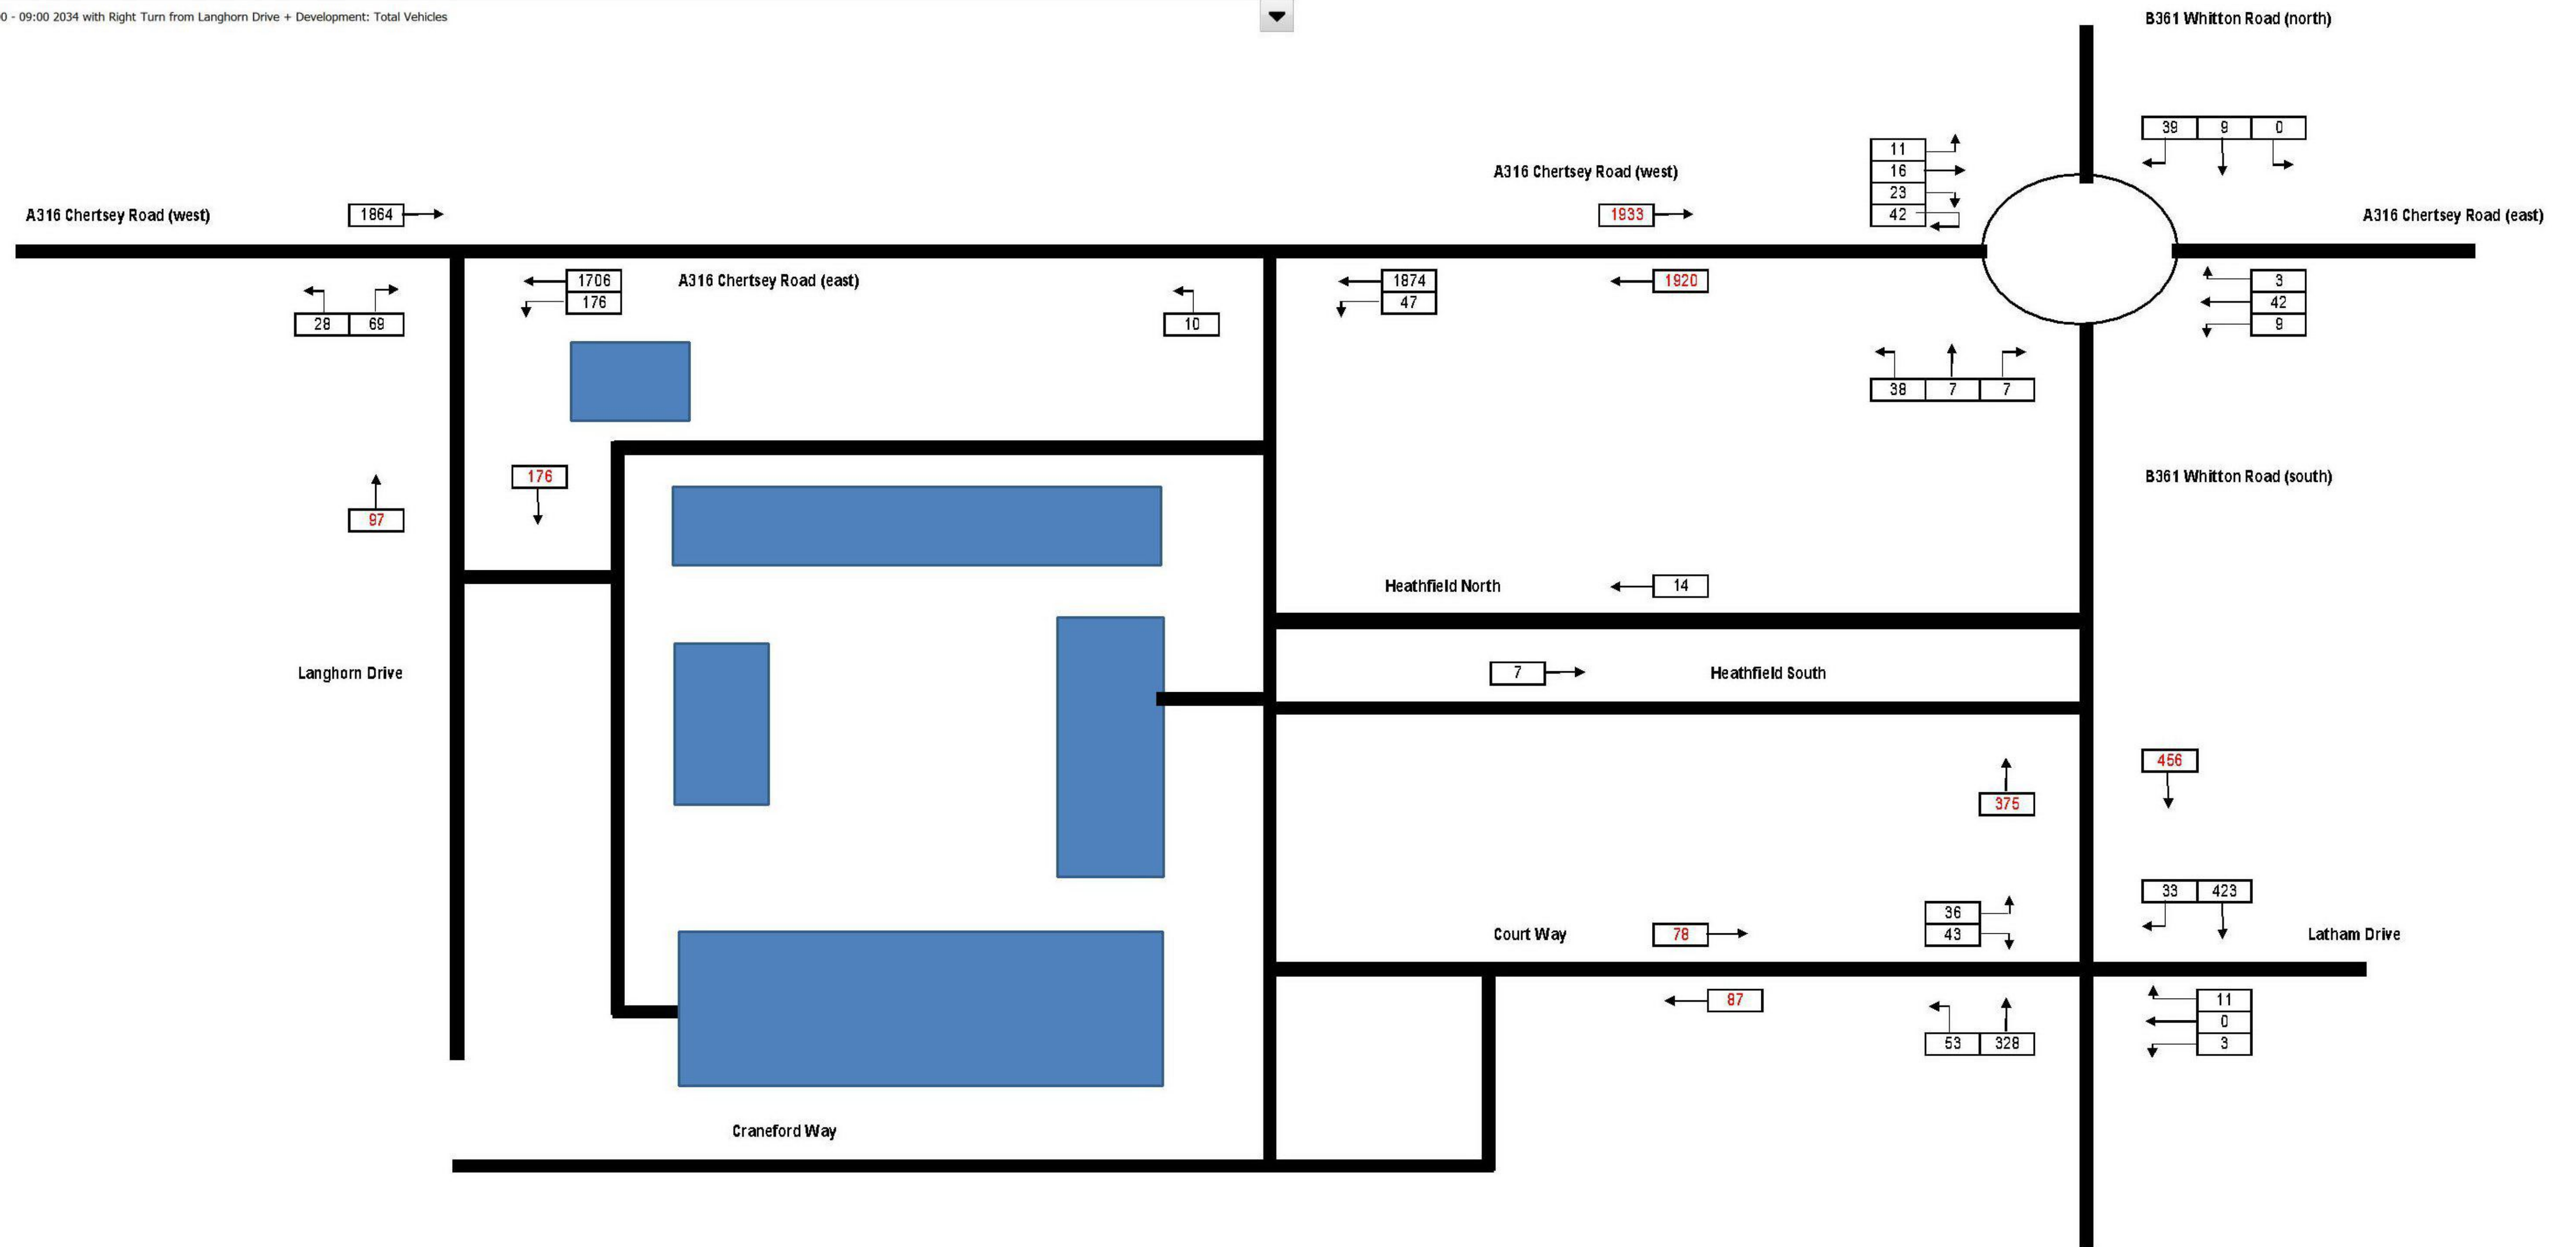 0 - 09:00 2034 with Right Turn from Langhorn Drive + Development: Total Vehicles
B361 Whitton Road (north)
39 9 0
11
16
23
42
A316 Chertsey Road (west)
A316 Chertsey Road (west)
1864
1933
A316 Chertsey Road (east)
1706
176
A316 Chertsey Road (east)
1874
47
1920
3
42
9
28 69
10
38 7 7
176
B361 Whitton Road (south)
97
Heathfield North
14
Langhorn Drive
7
Heathfield South
456
375
33 423
36
43
Court Way
78
Latham Drive
87
11
0
3
53 328
Craneford Way